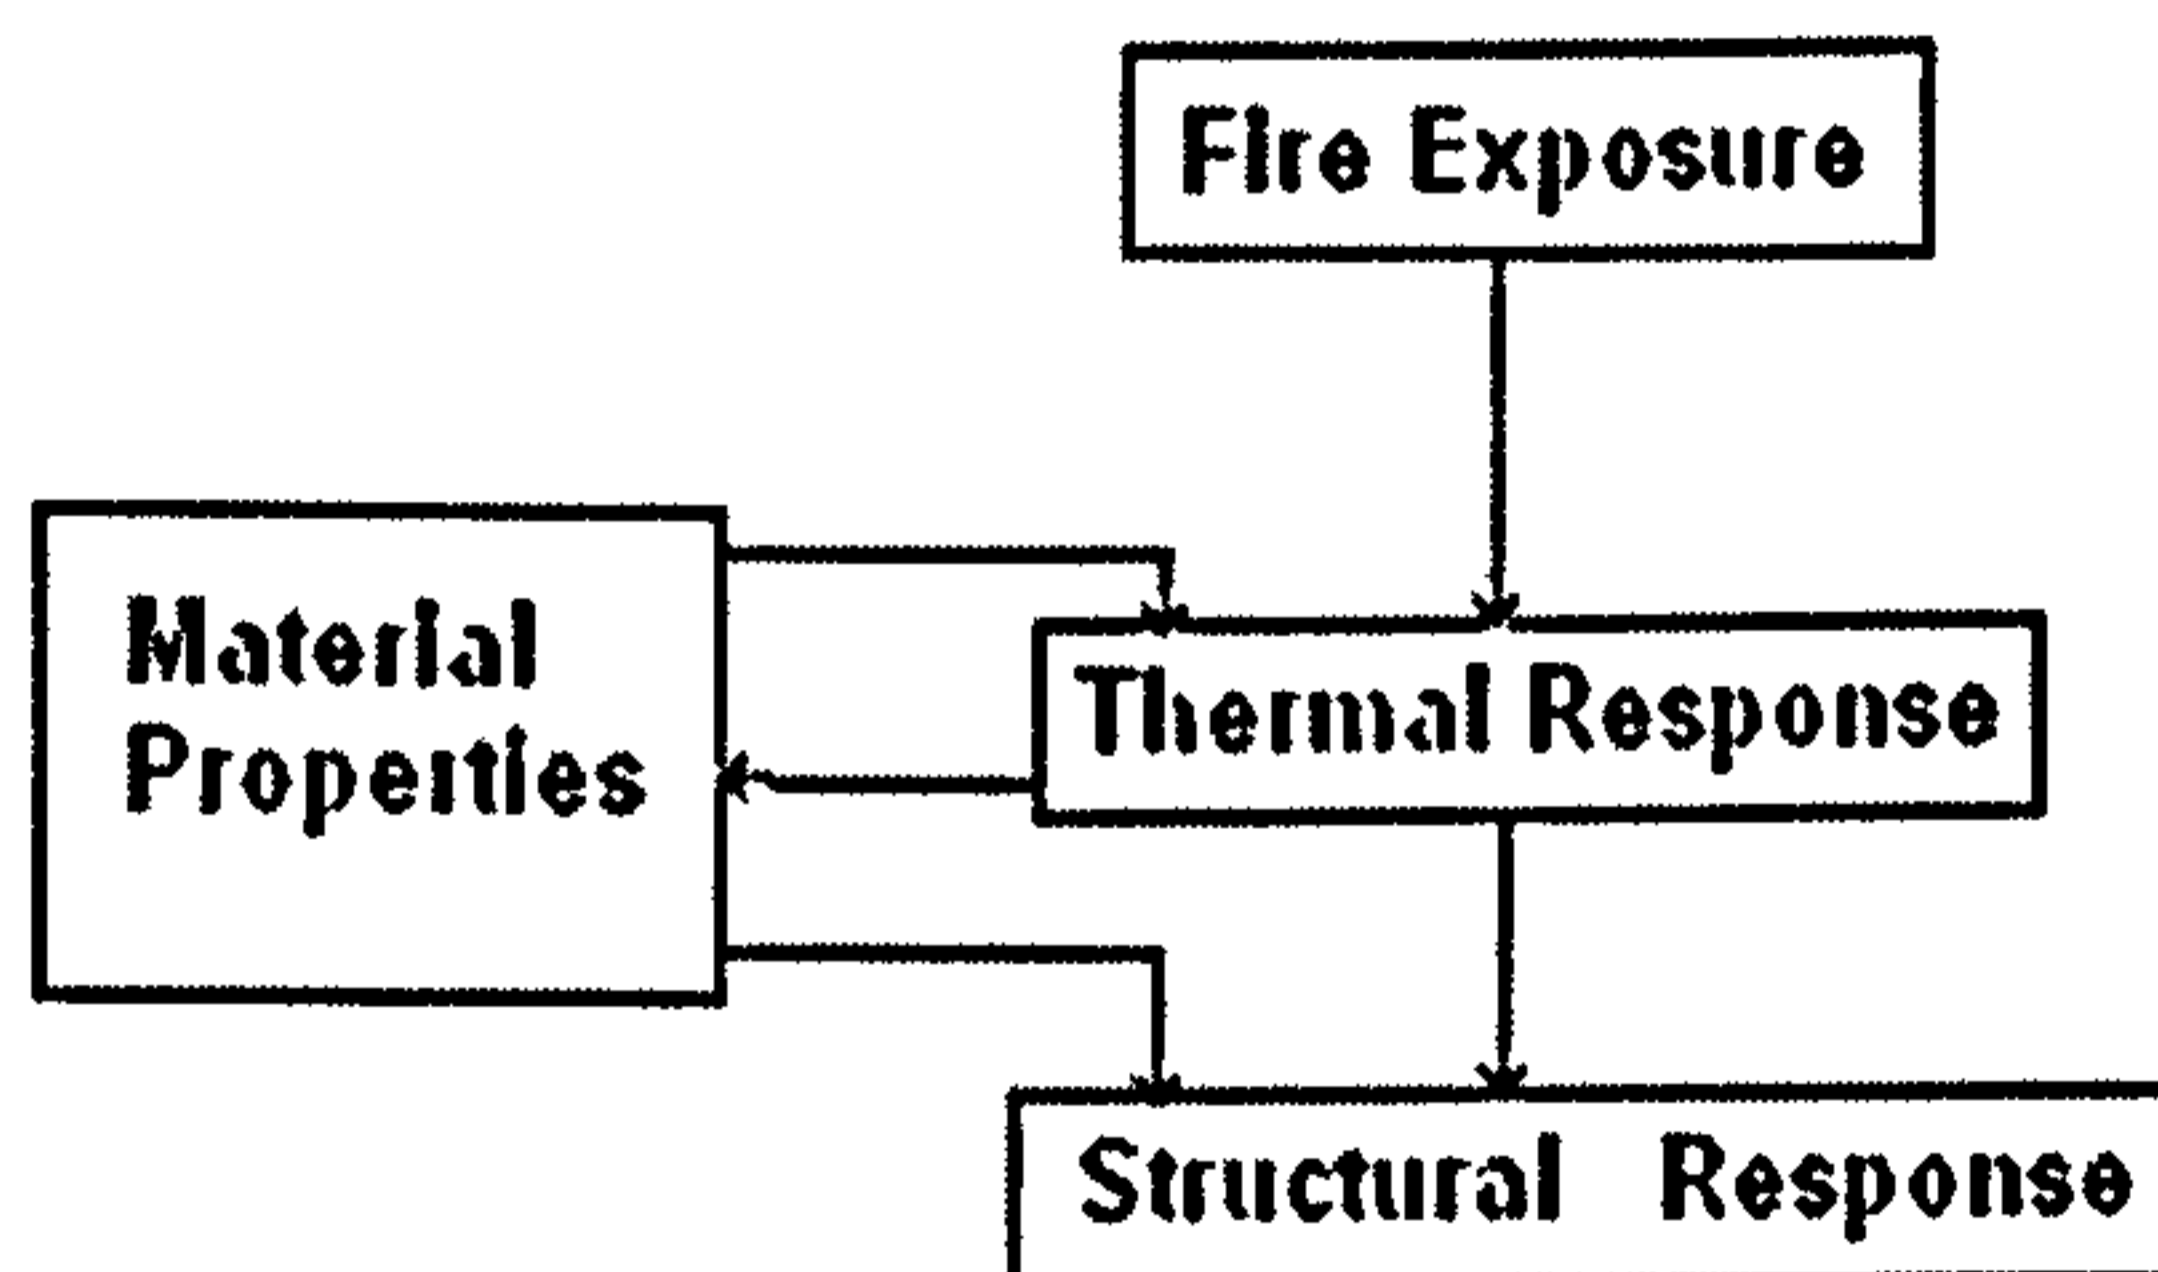 Fire Exposure
Material
Properties
Thermal Response
Structural Response